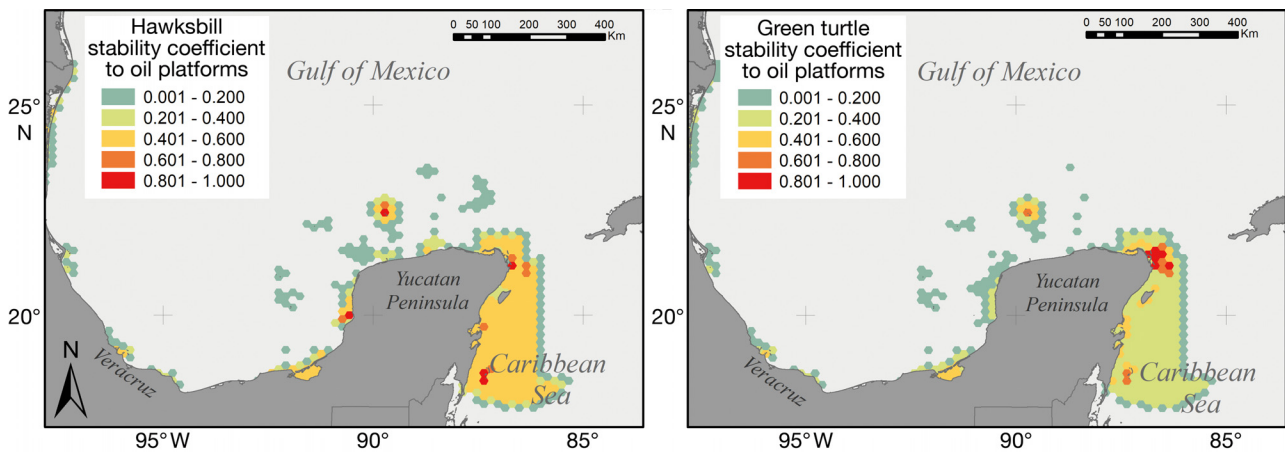 Hawksbill
stability coefficient
to oil platforms
0.001 - 0.200
0.201 - 0.400
0.401 - 0.600
0.601 - 0.800
0.801 - 1.000
0 50 100 200 300 400
Km
Gulf of Mexico
25°
N
20°
Yucatan
Peninsula
N
Veracruz
Caribbean
Sea
95°W
90°
85°
Green turtle
stability coefficient
to oil platforms
0.001 - 0.200
0.201 - 0.400
0.401 - 0.600
0.601 - 0.800
0.801 - 1.000
0 50 100 200 300 400
Km
Gulf of Mexico
25°
N
20°
Yucatan
Peninsula
Veracruz
Caribbean
Sea
95°W
90°
85°